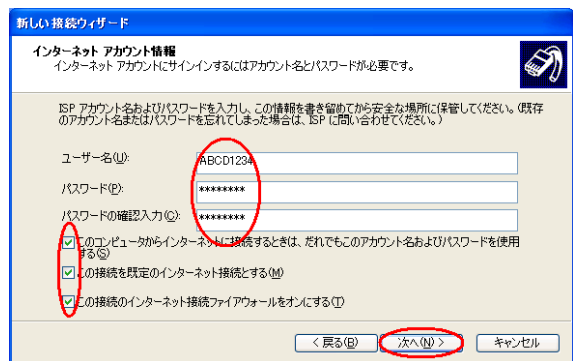 新しい接続ウィザード
インターネット アカウント情報
インターネット アカウントにサインインするにはアカウント名とパスワードが必要です。
ISP アカウント名およびパスワードを入力し、この情報を書き留めてから安全な場所に保管してください。(既存
のアカウント名またはパスワードを忘れてしまった場合は、ISP に問い合わせてください。)
ユーザー名(U): ABCD1234
パスワード(P): ********
パスワードの確認入力(C): ********
このコンピュータからインターネットに接続するときは、だれでもこのアカウント名およびパスワードを使用
する(S)
この接続を既定のインターネット接続とする(M)
この接続のインターネット接続ファイアウォールをオンにする(T)
< 戻る(B) 次へ(N) > キャンセル